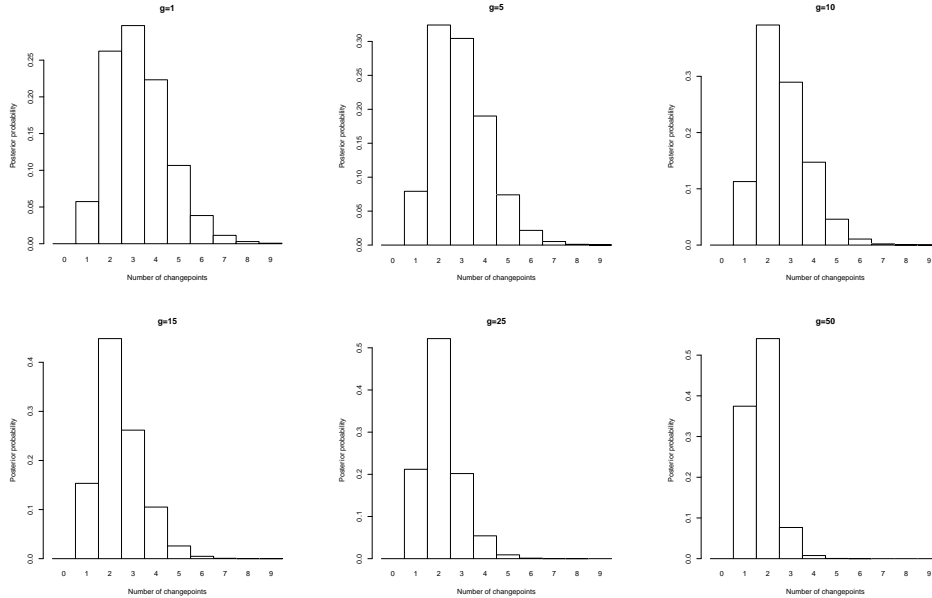 g=1
Posterior probability
0.00 0.05 0.10 0.15 0.20 0.25
0 1 2 3 4 5 6 7 8 9
Number of changepoints
g=5
Posterior probability
0.00 0.05 0.10 0.15 0.20 0.25 0.30
0 1 2 3 4 5 6 7 8 9
Number of changepoints
g=10
Posterior probability
0.0 0.1 0.2 0.3
0 1 2 3 4 5 6 7 8 9
Number of changepoints
g=15
Posterior probability
0.0 0.1 0.2 0.3 0.4
0 1 2 3 4 5 6 7 8 9
Number of changepoints
g=25
Posterior probability
0.0 0.1 0.2 0.3 0.4 0.5
0 1 2 3 4 5 6 7 8 9
Number of changepoints
g=50
Posterior probability
0.0 0.1 0.2 0.3 0.4 0.5
0 1 2 3 4 5 6 7 8 9
Number of changepoints